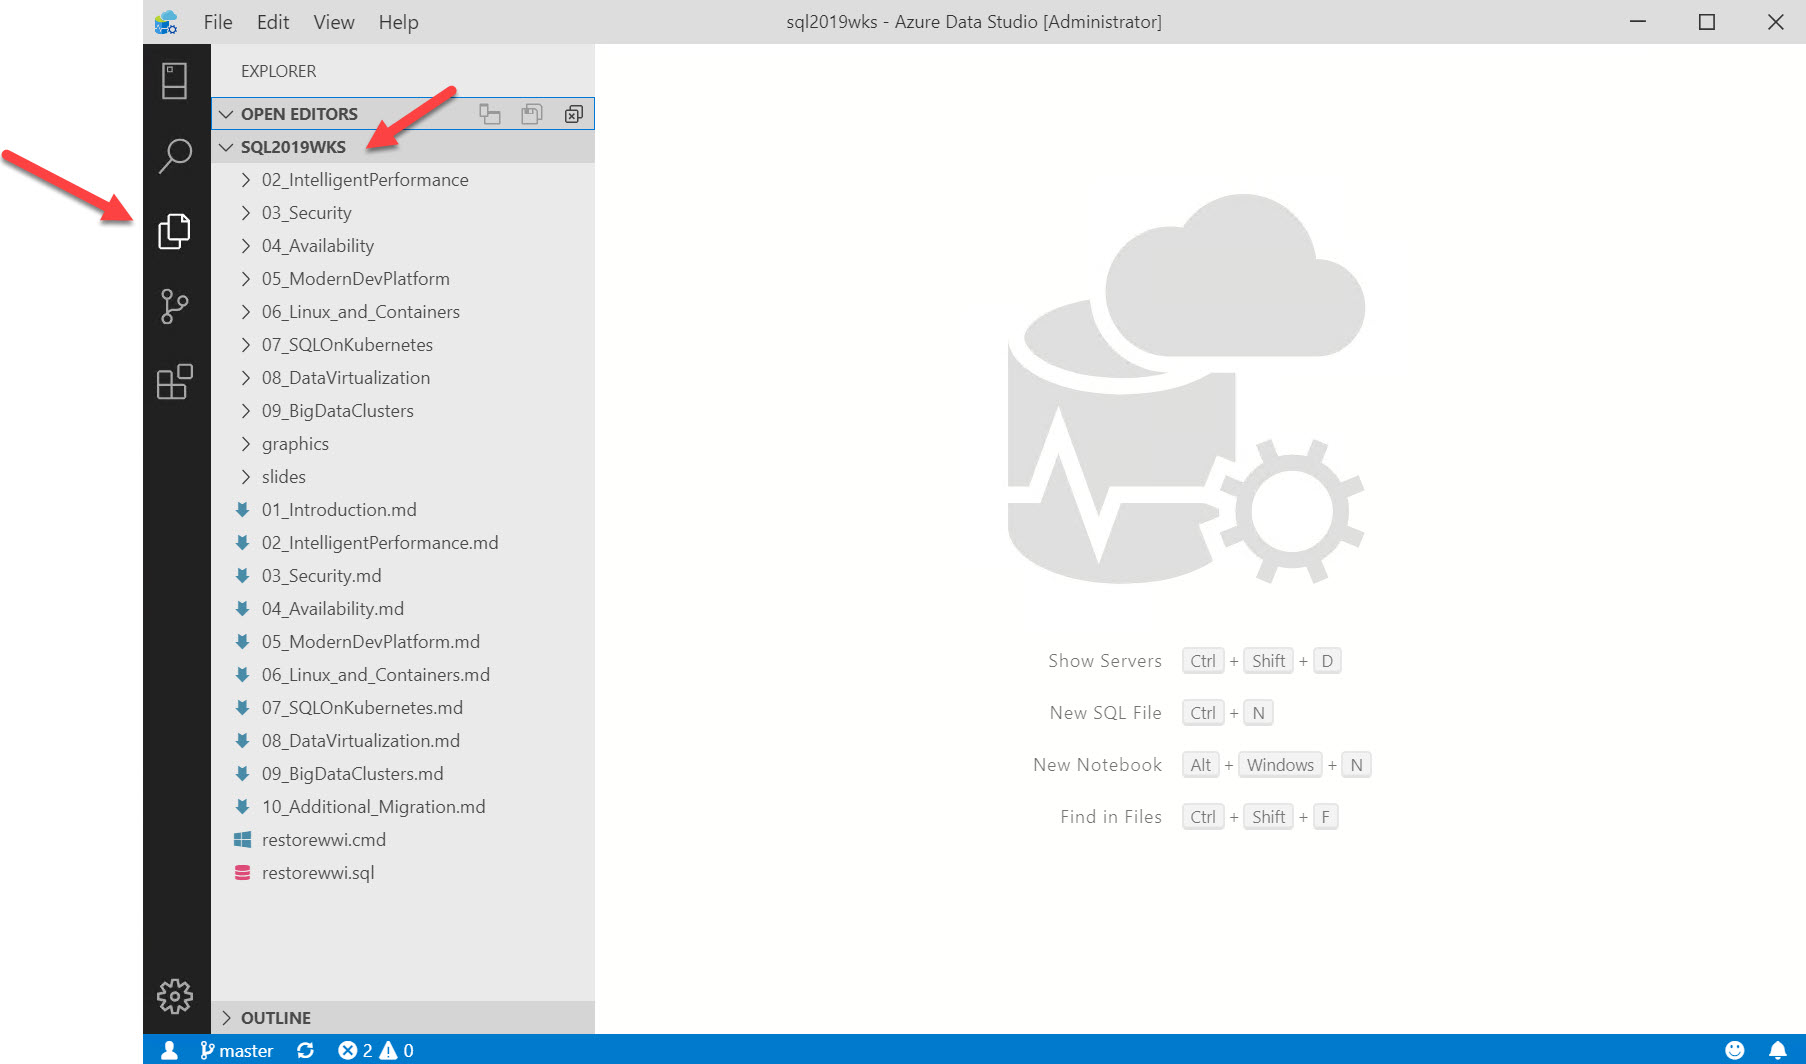 File Edit View Help
sql2019wks - Azure Data Studio [Administrator]
EXPLORER
OPEN EDITORS
SQL2019WKS
02_IntelligentPerformance
03_Security
04_Availability
05_ModernDevPlatform
06_Linux_and_Containers
07_SQLOnKubernetes
08_DataVirtualization
09_BigDataClusters
graphics
slides
01_Introduction.md
02_IntelligentPerformance.md
03_Security.md
04_Availability.md
05_ModernDevPlatform.md
06_Linux_and_Containers.md
07_SQLOnKubernetes.md
08_DataVirtualization.md
09_BigDataClusters.md
10_Additional_Migration.md
restorewwi.cmd
restorewwi.sql
OUTLINE
Show Servers Ctrl + Shift + D
New SQL File Ctrl + N
New Notebook Alt + Windows + N
Find in Files Ctrl + Shift + F
master 2 0